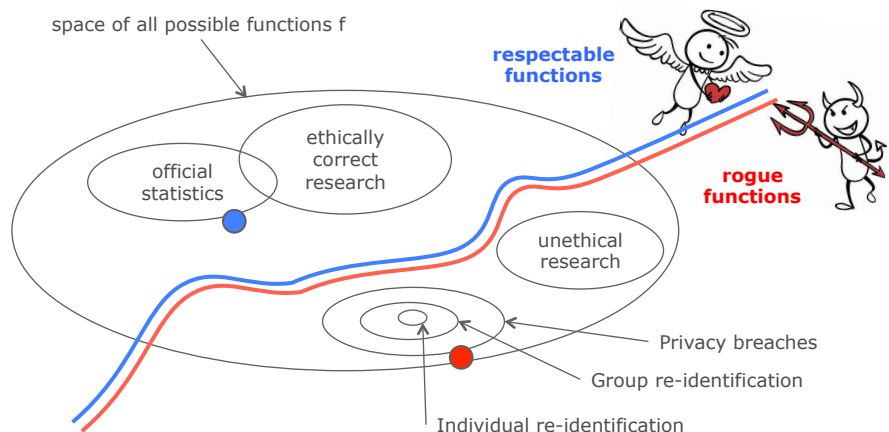 space of all possible functions f
respectable
functions
ethically
correct
research
official
statistics
rogue
functions
unethical
research
Privacy breaches
Group re-identification
Individual re-identification